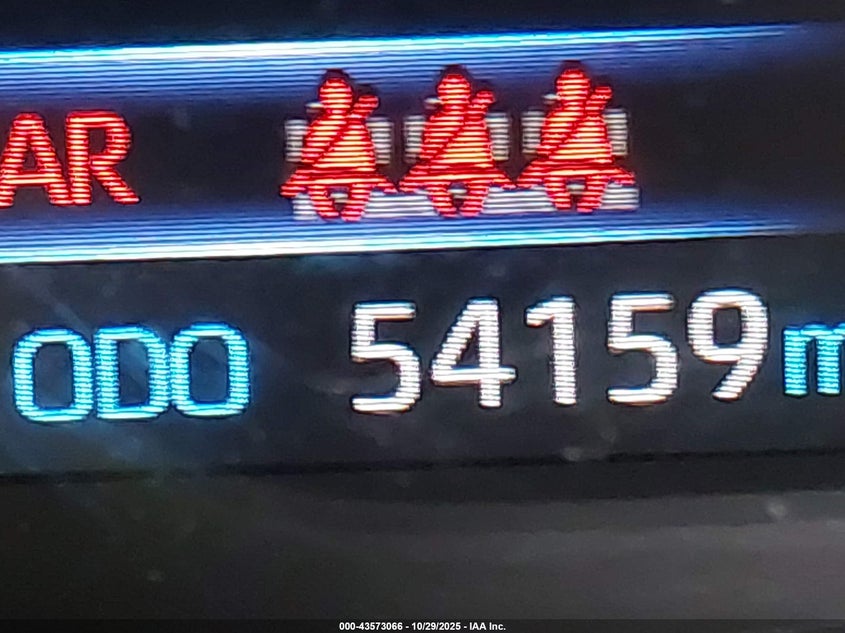 AR
ODO 54159 m
000-43573066 - 10/29/2025 - IAA Inc.